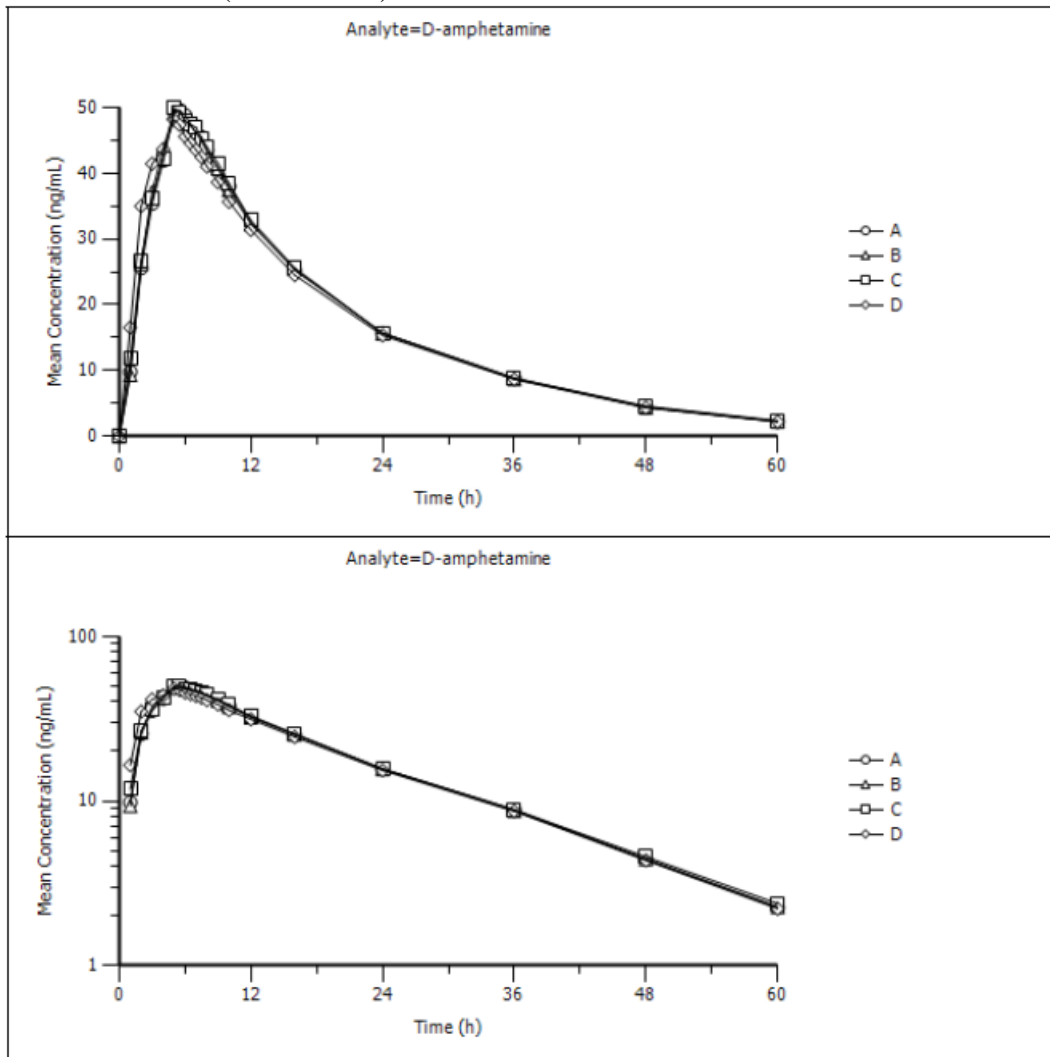 Analyte=D-amphetamine
50
40
30
20
10
0
Mean Concentration (ng/mL)
0 12 24 36 48 60
Time (h)
A
B
C
D
Analyte=D-amphetamine
100
10
1
Mean Concentration (ng/mL)
0 12 24 36 48 60
Time (h)
A
B
C
D